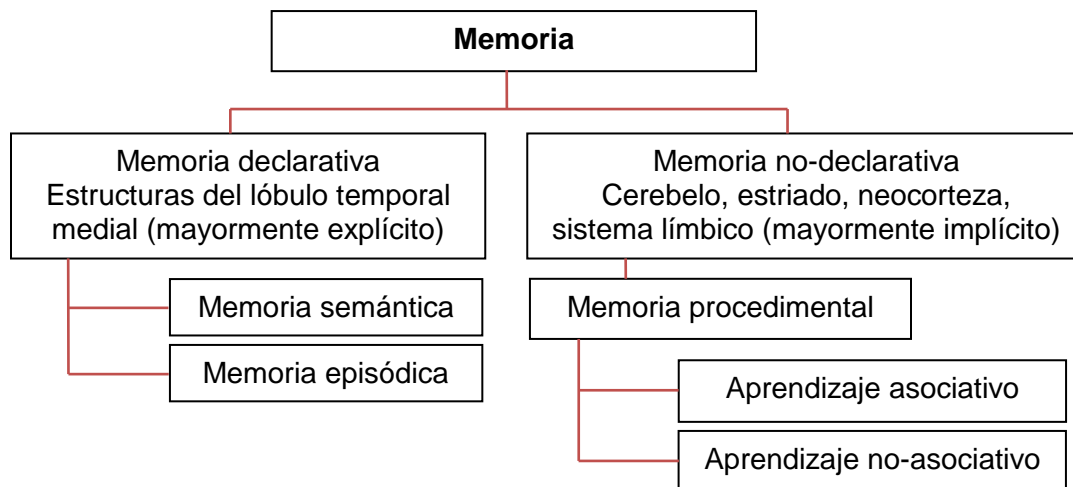 Memoria
Memoria declarativa
Estructuras del lóbulo temporal
medial (mayormente explícito)
Memoria semántica
Memoria episódica
Memoria no-declarativa
Cerebelo, estriado, neocorteza,
sistema límbico (mayormente implícito)
Memoria procedimental
Aprendizaje asociativo
Aprendizaje no-asociativo